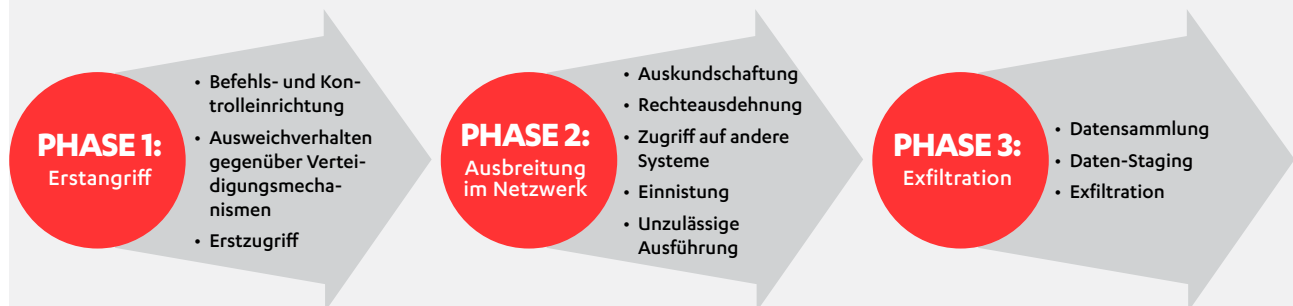 PHASE 1:
Erstangriff
• Befehls- und Kon-
trolleinrichtung
• Ausweichverhalten
gegenüber Vertei-
digungsmecha-
nismen
• Erstzugriff
PHASE 2:
Ausbreitung
im Netzwerk
• Auskundschaftung
• Rechteausdehnung
• Zugriff auf andere
Systeme
• Einnistung
• Unzulässige
Ausführung
PHASE 3:
Exfiltration
• Datensammlung
• Daten-Staging
• Exfiltration